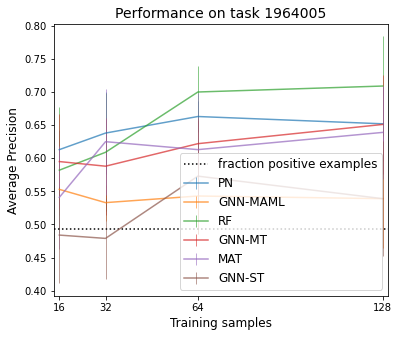 Performance on task 1964005
Average Precision
0.80
0.75
0.70
0.65
0.60
0.55
0.50
0.45
0.40
fraction positive examples
PN
GNN-MAML
RF
GNN-MT
MAT
GNN-ST
16 32 64 128
Training samples